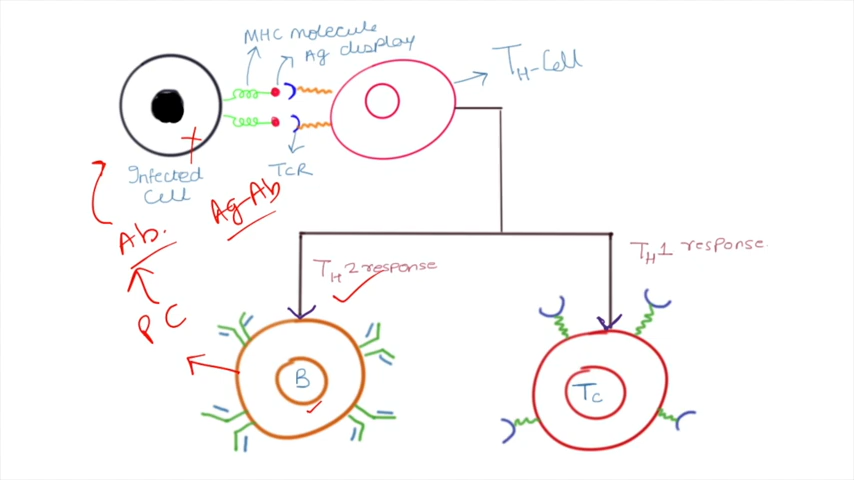 MHC molecule
Ag display
TH-Cell
Infected
Cell
TCR
Ag-Ab
Ab.
PC
TH2 response
TH1 response.
B
Tc